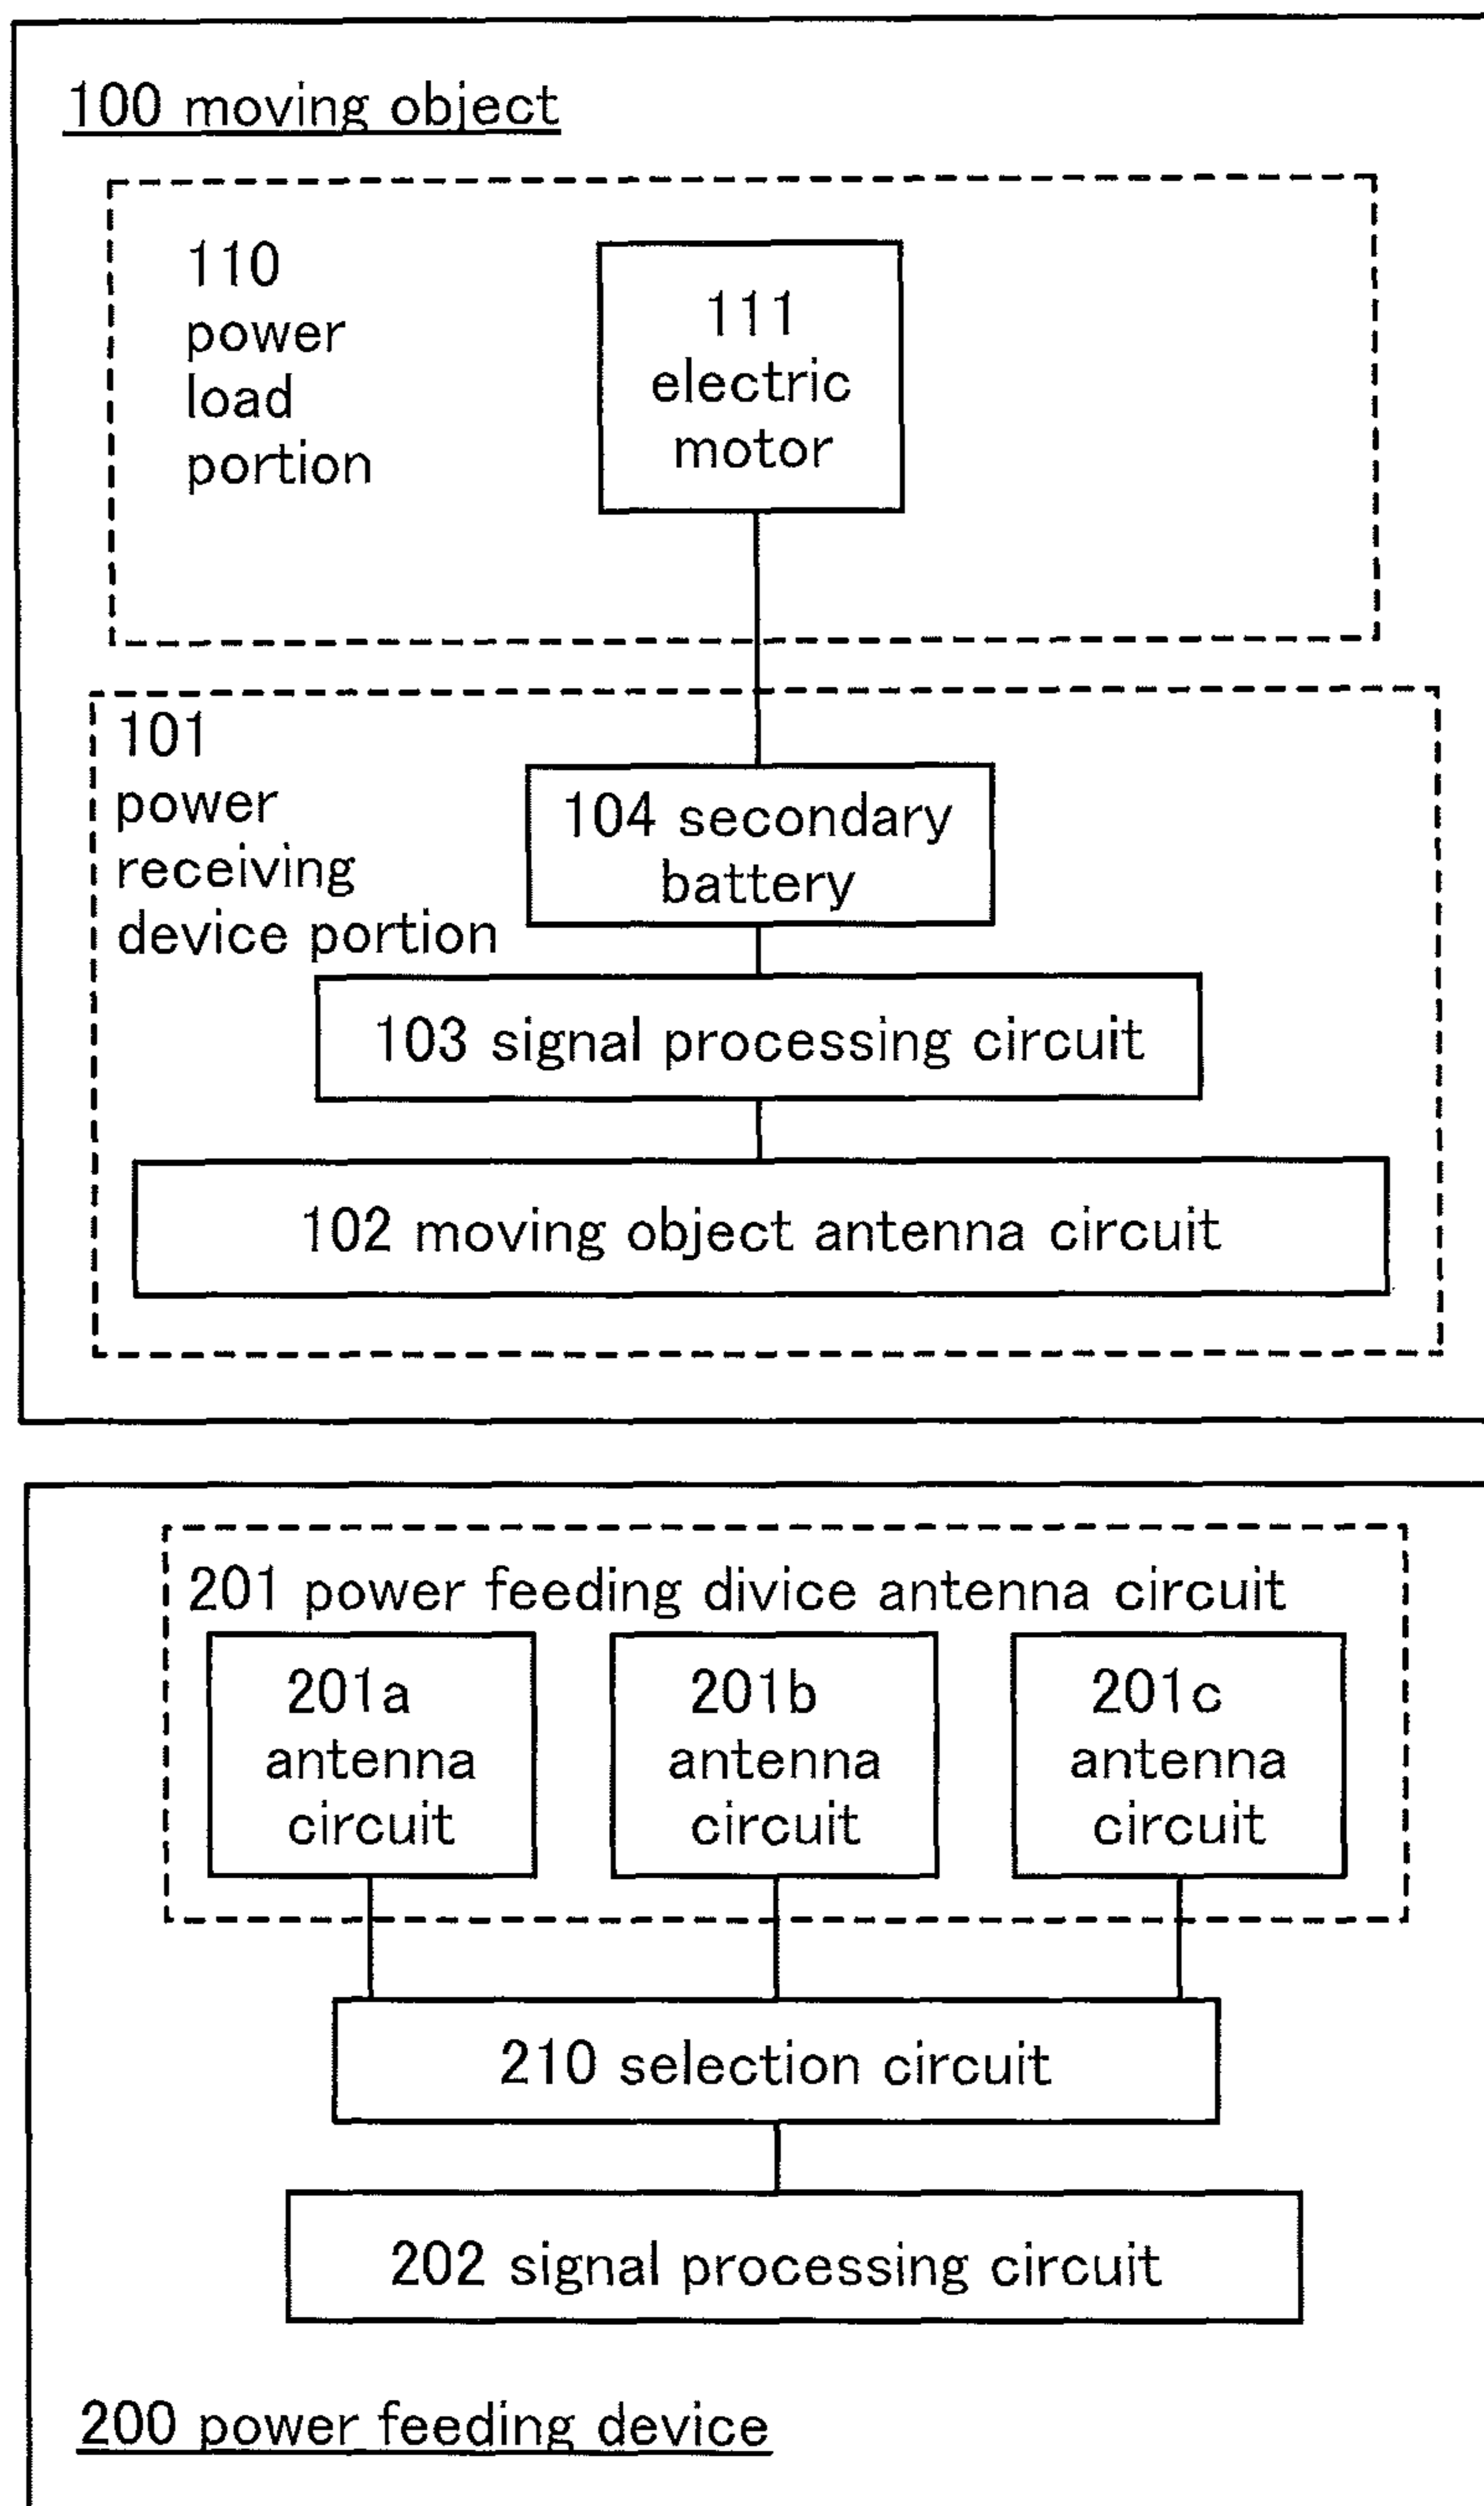 100 moving object
110
power
load
portion
111
electric
motor
101
power
receiving
device portion
104 secondary
battery
103 signal processing circuit
102 moving object antenna circuit
201 power feeding divice antenna circuit
201a
antenna
circuit
201b
antenna
circuit
201c
antenna
circuit
210 selection circuit
202 signal processing circuit
200 power feeding device